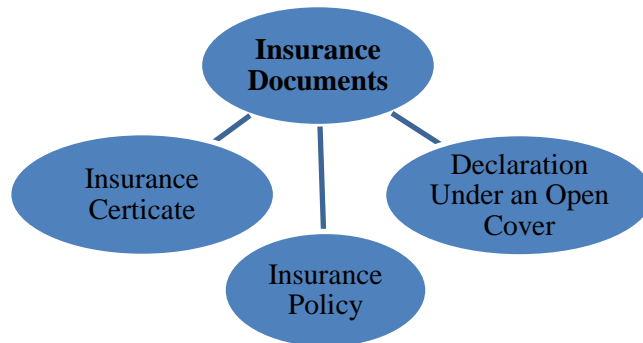 Insurance
Documents
Insurance
Certicate
Declaration
Under an Open
Cover
Insurance
Policy